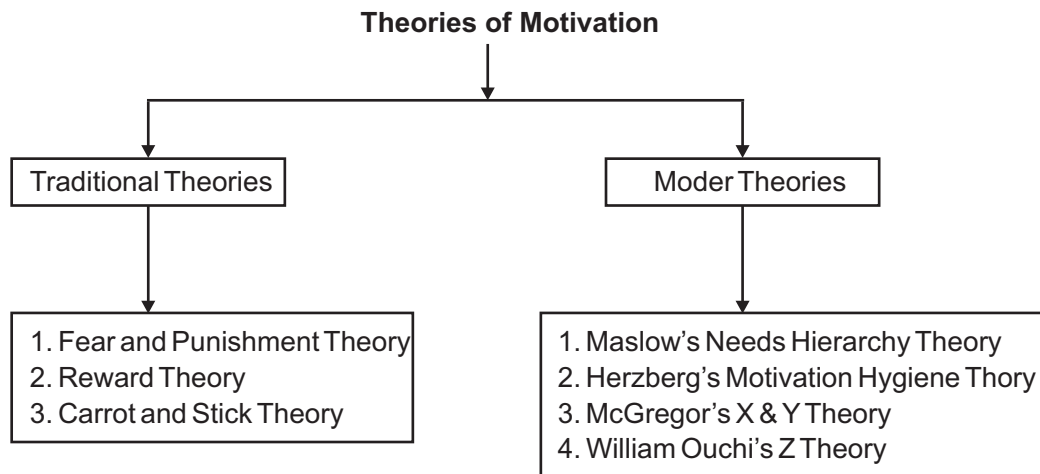 Theories of Motivation
Traditional Theories
Moder Theories
1. Fear and Punishment Theory
2. Reward Theory
3. Carrot and Stick Theory
1. Maslow's Needs Hierarchy Theory
2. Herzberg's Motivation Hygiene Thory
3. McGregor's X & Y Theory
4. William Ouchi's Z Theory